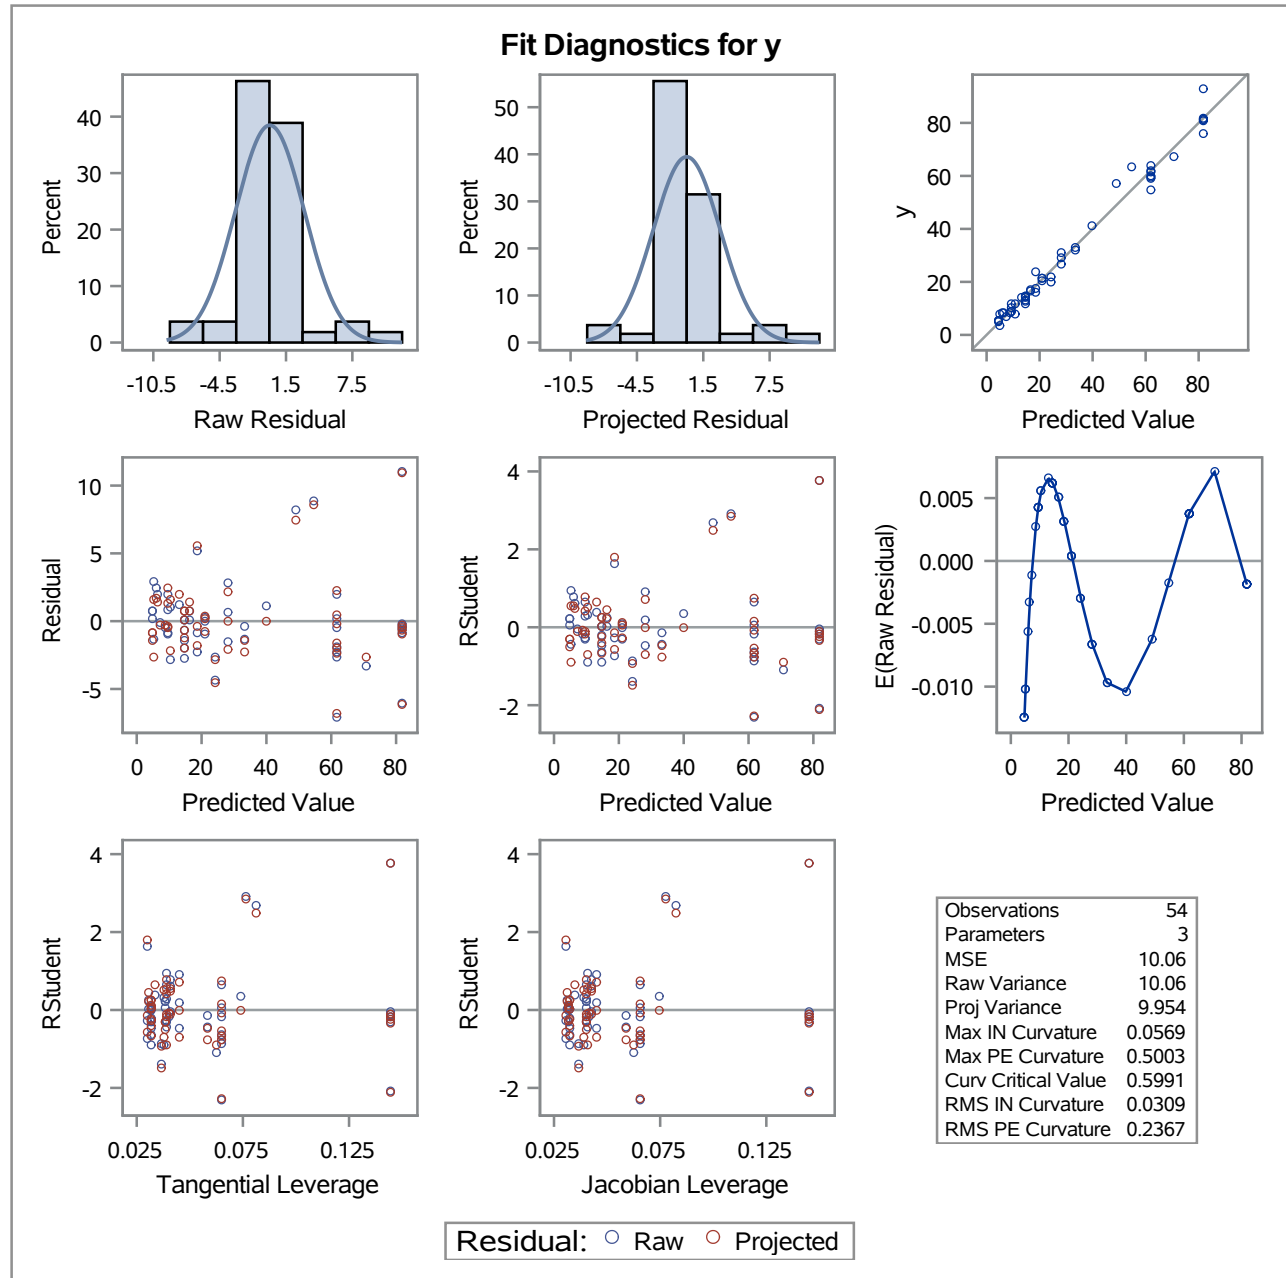 Fit Diagnostics for y
Percent
40
30
20
10
0
-10.5 -4.5 1.5 7.5
Raw Residual
Percent
50
40
30
20
10
0
-10.5 -4.5 1.5 7.5
Projected Residual
y
80
60
40
20
0
0 20 40 60 80
Predicted Value
Residual
10
5
0
-5
0 20 40 60 80
Predicted Value
RStudent
4
2
0
-2
0 20 40 60 80
Predicted Value
E(Raw Residual)
0.005
0.000
-0.005
-0.010
0 20 40 60 80
Predicted Value
RStudent
4
2
0
-2
0.025 0.075 0.125
Tangential Leverage
RStudent
4
2
0
-2
0.025 0.075 0.125
Jacobian Leverage
Observations 54
Parameters 3
MSE 10.06
Raw Variance 10.06
Proj Variance 9.954
Max IN Curvature 0.0569
Max PE Curvature 0.5003
Curv Critical Value 0.5991
RMS IN Curvature 0.0309
RMS PE Curvature 0.2367
Residual: Raw Projected